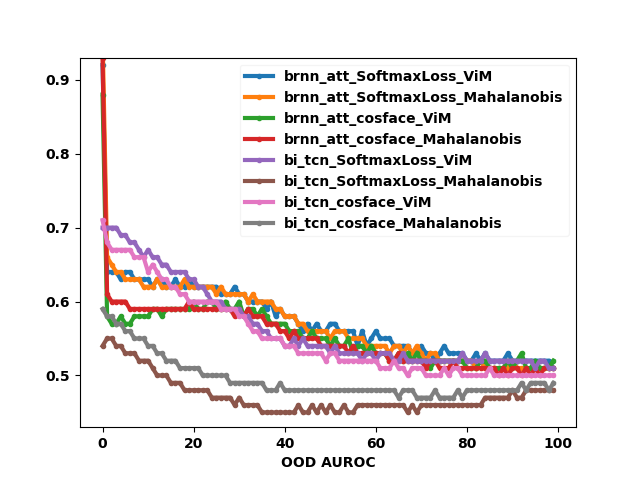 0.9
0.8
0.7
0.6
0.5
brnn_att_SoftmaxLoss_ViM
brnn_att_SoftmaxLoss_Mahalanobis
brnn_att_cosface_ViM
brnn_att_cosface_Mahalanobis
bi_tcn_SoftmaxLoss_ViM
bi_tcn_SoftmaxLoss_Mahalanobis
bi_tcn_cosface_ViM
bi_tcn_cosface_Mahalanobis
0 20 40 60 80 100
OOD AUROC